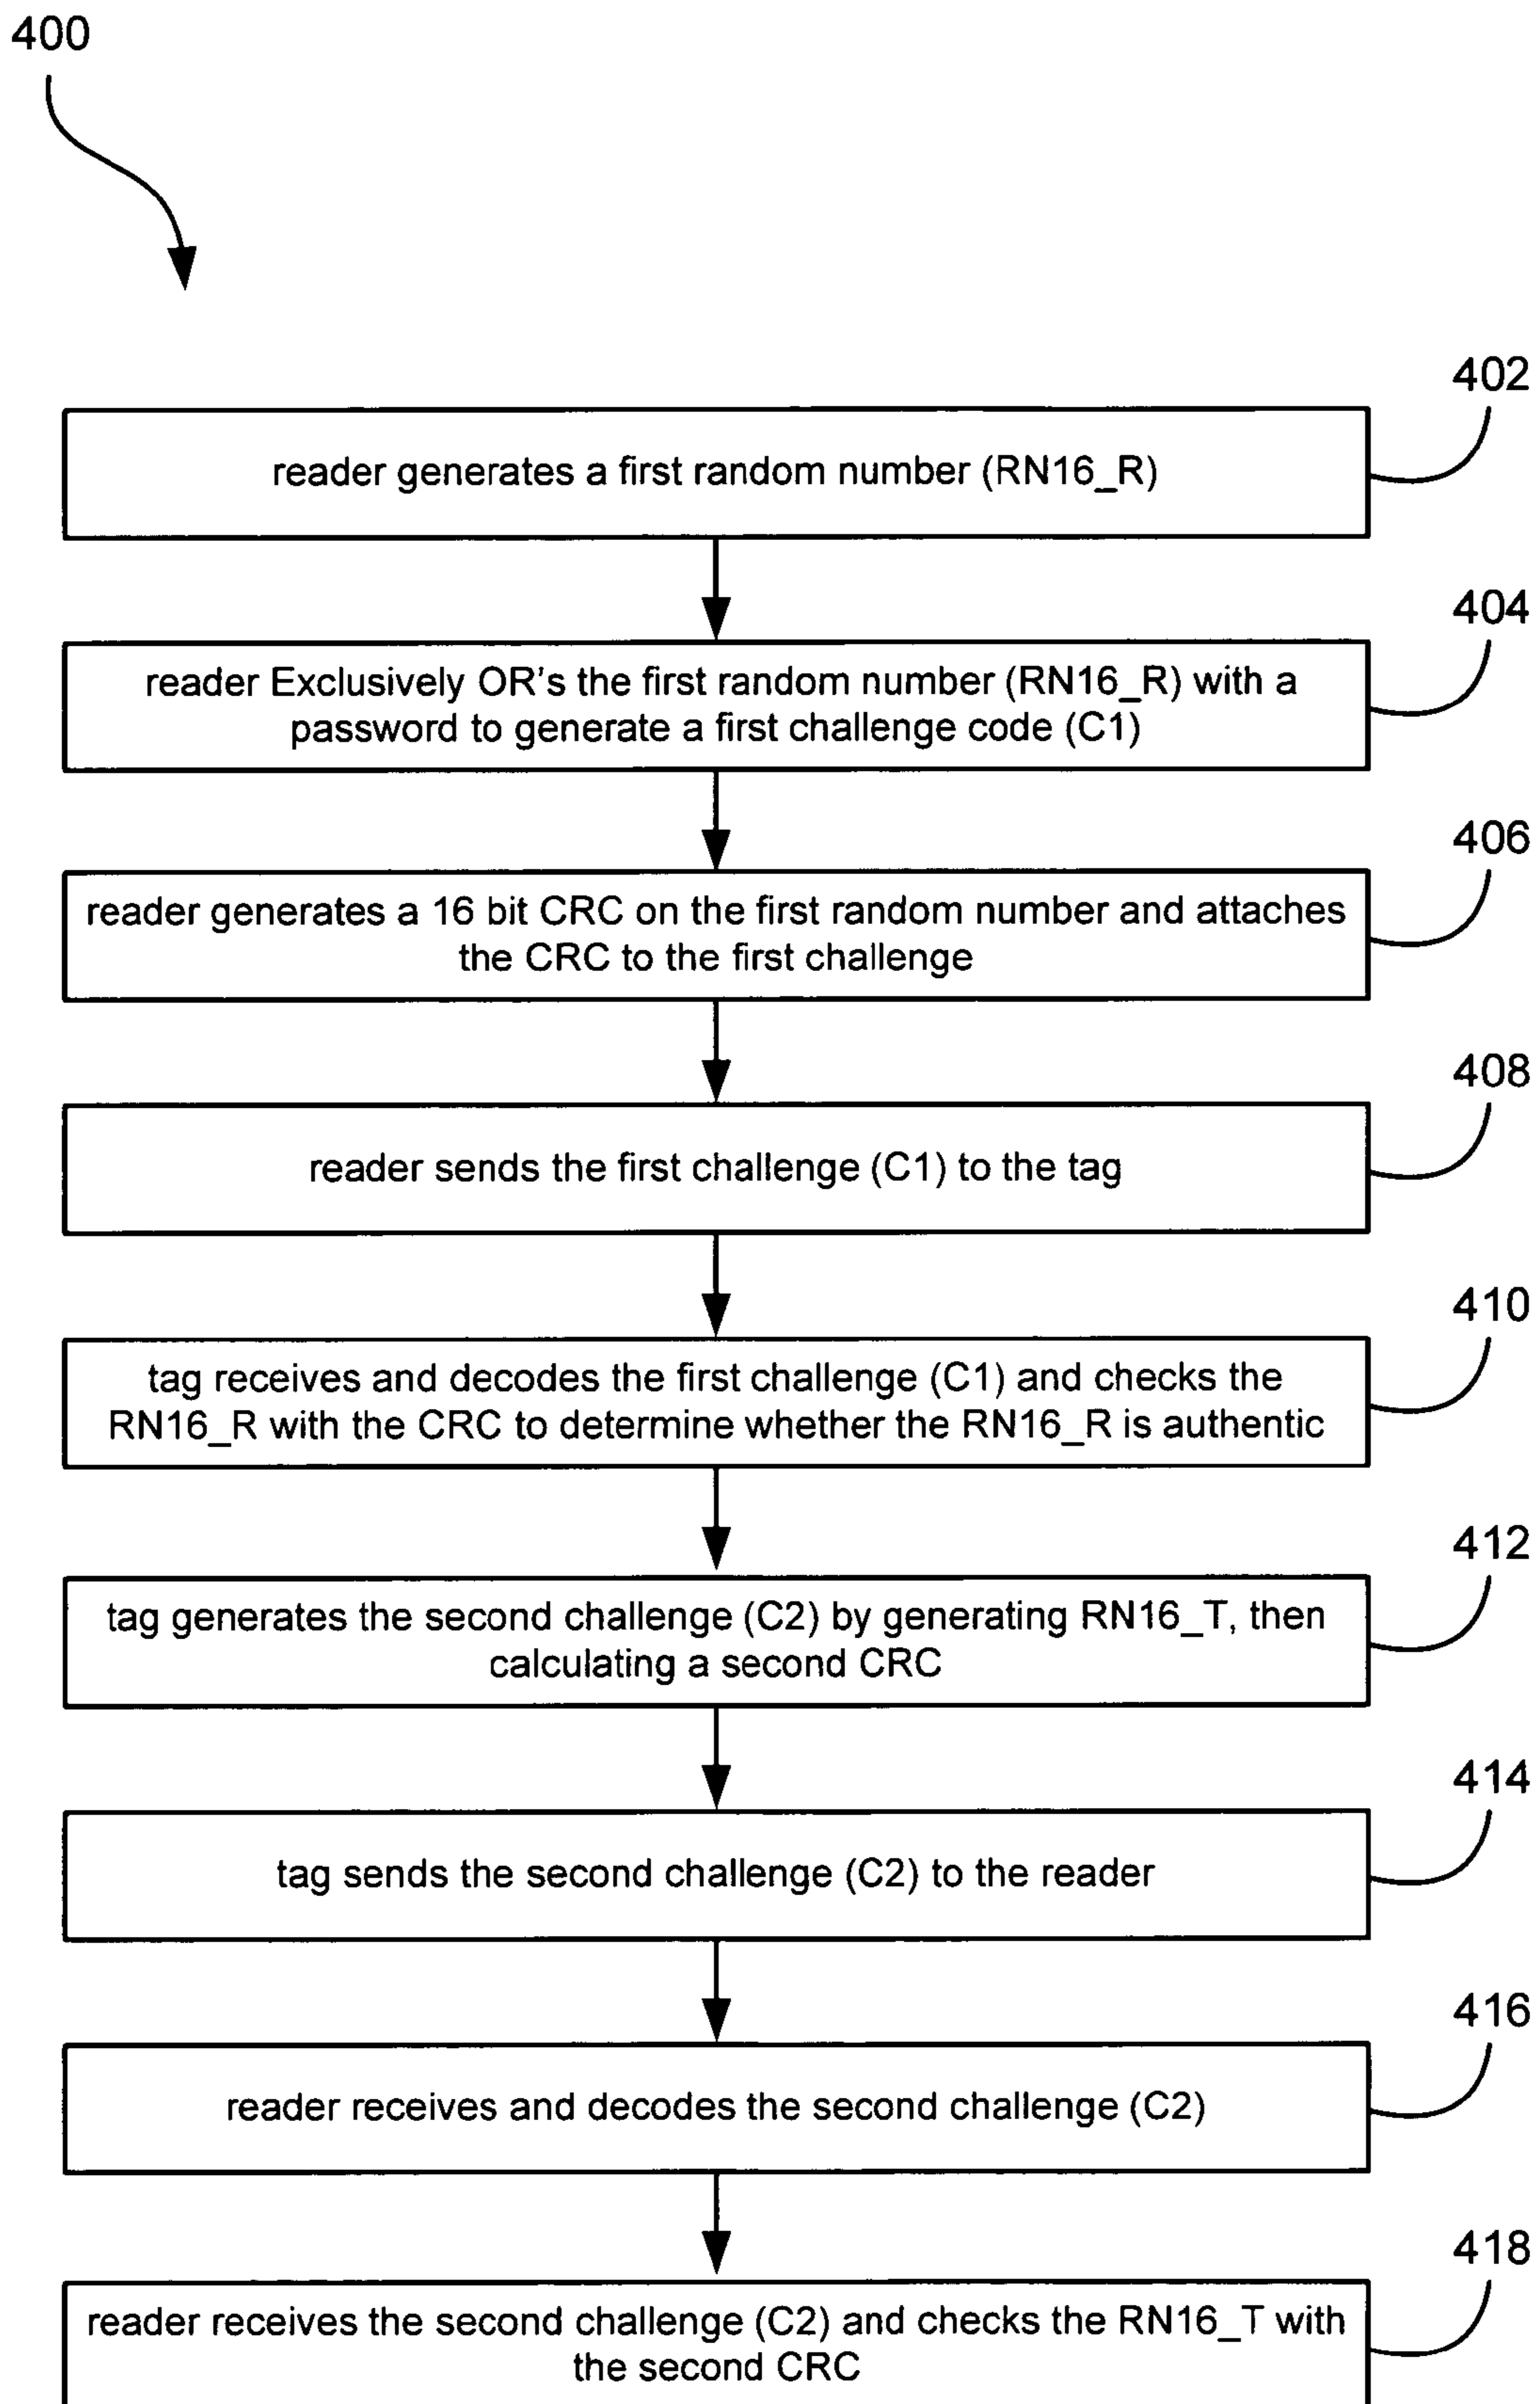 400
402
reader generates a first random number (RN16_R)
404
reader Exclusively OR's the first random number (RN16_R) with a
password to generate a first challenge code (C1)
406
reader generates a 16 bit CRC on the first random number and attaches
the CRC to the first challenge
408
reader sends the first challenge (C1) to the tag
410
tag receives and decodes the first challenge (C1) and checks the
RN16_R with the CRC to determine whether the RN16_R is authentic
412
tag generates the second challenge (C2) by generating RN16_T, then
calculating a second CRC
414
tag sends the second challenge (C2) to the reader
416
reader receives and decodes the second challenge (C2)
418
reader receives the second challenge (C2) and checks the RN16_T with
the second CRC